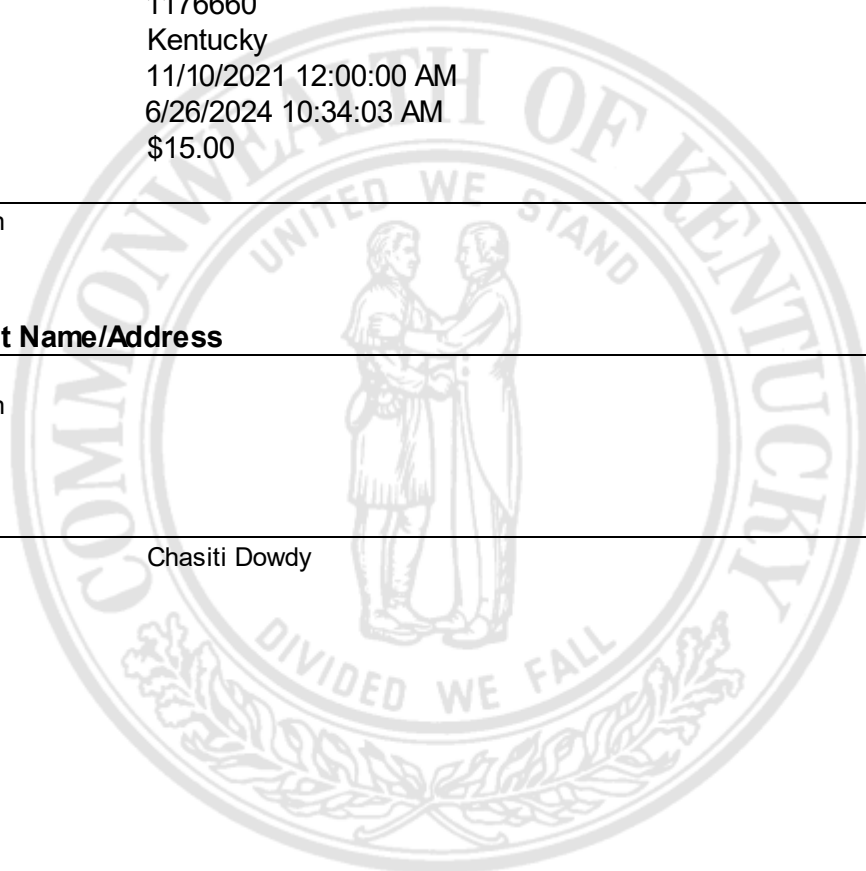 1176660
Kentucky
11/10/2021 12:00:00 AM
6/26/2024 10:34:03 AM
$15.00
n
t Name/Address
n
Chasiti Dowdy
COMMONWEALTH OF KENTUCKY
UNITED WE STAND
DIVIDED WE FALL